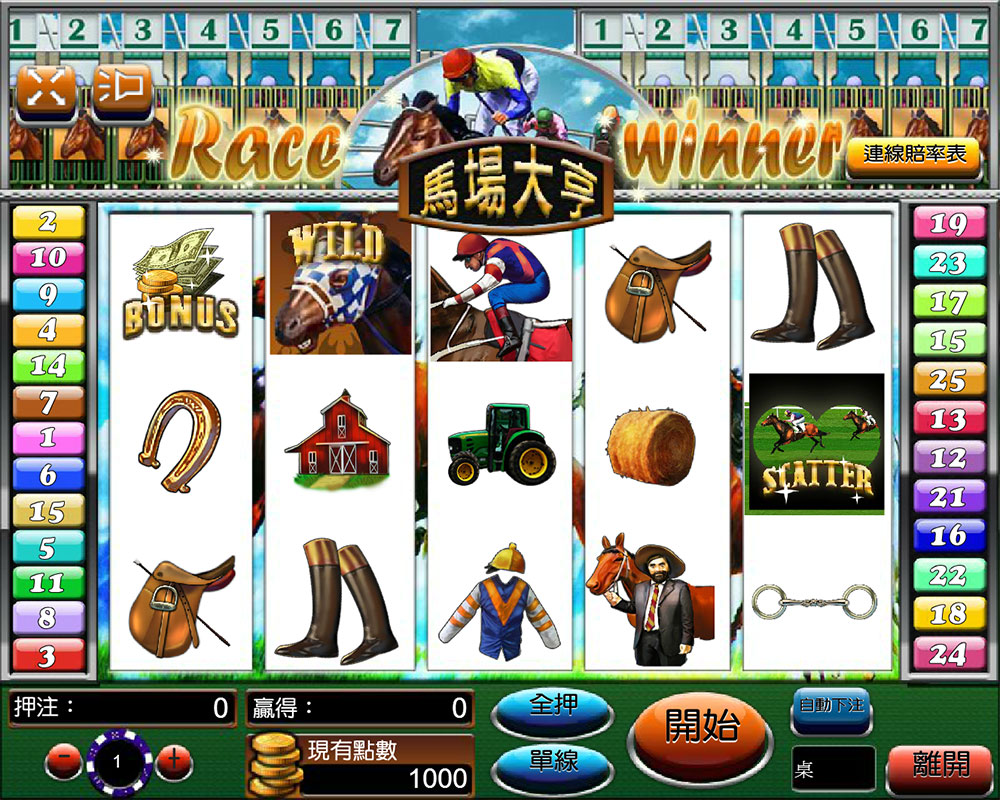 1 2 3 4 5 6 7
1 2 3 4 5 6 7
Race winner
連線賠率表
馬場大亨
2
10
9
4
14
7
1
6
15
5
11
8
3
BONUS
WILD
SCATTER
19
23
17
15
25
13
12
21
16
22
18
24
押注：
0
贏得：
0
全押
開始
自動下注
1
現有點數
1000
單線
桌
離開